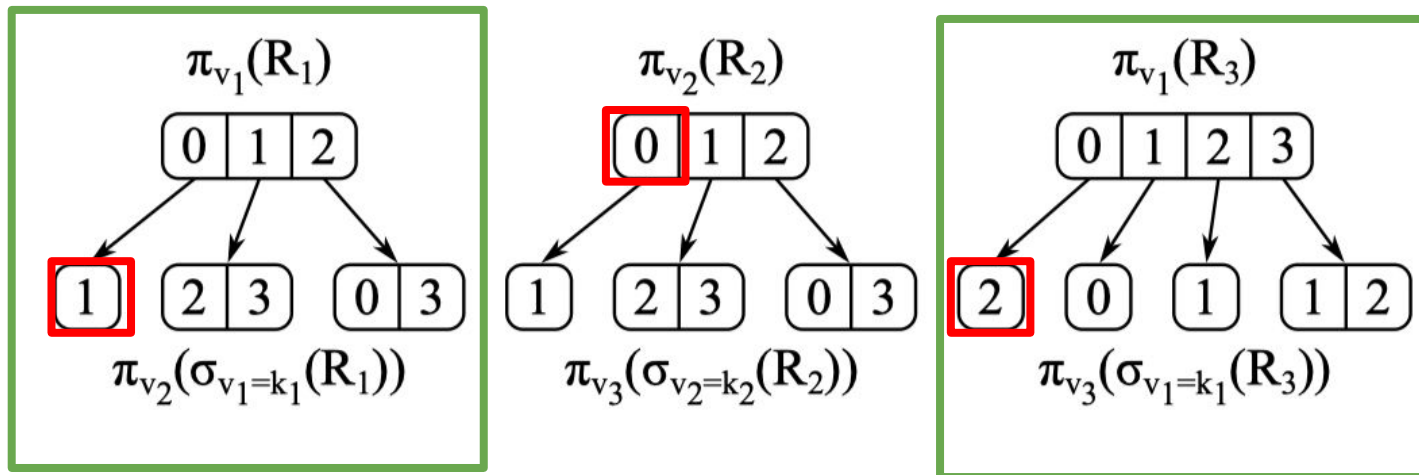 π_{v_1}(R_1)
0 1 2
1 2 3 0 3
π_{v_2}(σ_{v_1=k_1}(R_1))
π_{v_2}(R_2)
0 1 2
1 2 3 0 3
π_{v_3}(σ_{v_2=k_2}(R_2))
π_{v_1}(R_3)
0 1 2 3
2 0 1 1 2
π_{v_3}(σ_{v_1=k_1}(R_3))